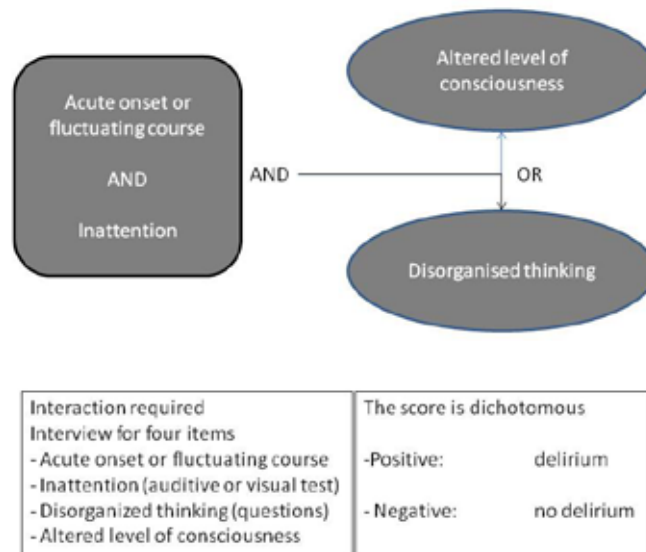 Acute onset or
fluctuating course
AND
Inattention
AND
Altered level of
consciousness
OR
Disorganised thinking
Interaction required
Interview for four items
- Acute onset or fluctuating course
- Inattention (auditive or visual test)
- Disorganized thinking (questions)
- Altered level of consciousness
The score is dichotomous
-Positive: delirium
- Negative: no delirium